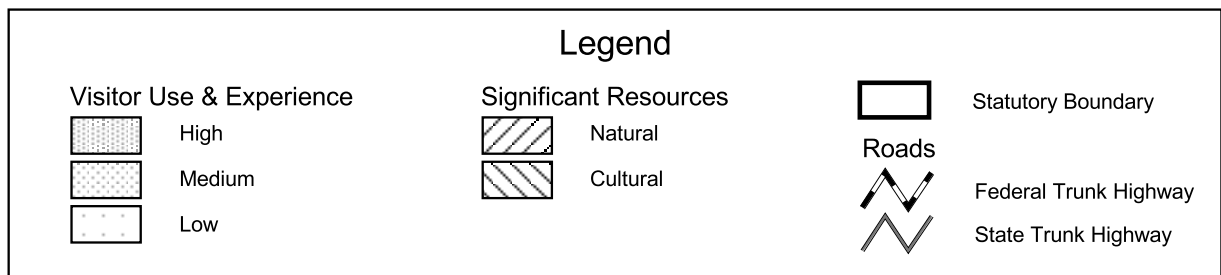 Legend
Visitor Use & Experience
High
Medium
Low
Significant Resources
Natural
Cultural
Statutory Boundary
Roads
Federal Trunk Highway
State Trunk Highway